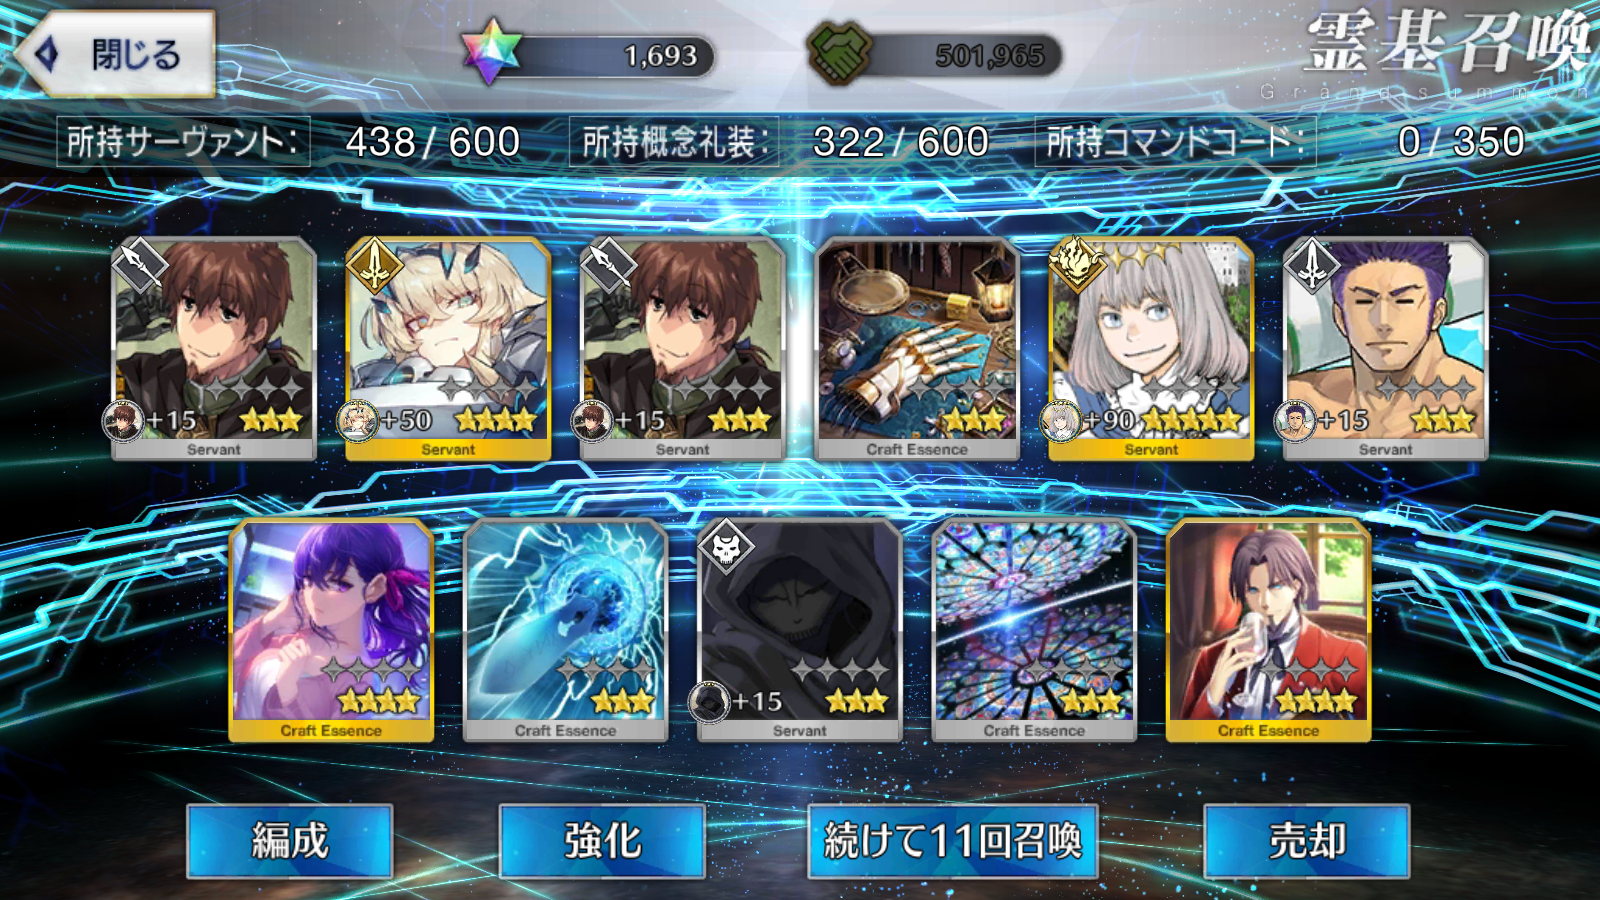 閉じる
1,693
501,965
霊基召喚
Grand summon
所持サーヴァント: 438 / 600
所持概念礼装: 322 / 600
所持コマンドコード: 0 / 350
+15
Servant
+50
Servant
+15
Servant
Craft Essence
+90
Servant
+15
Servant
Craft Essence
Craft Essence
+15
Servant
Craft Essence
Craft Essence
編成
強化
続けて11回召喚
売却